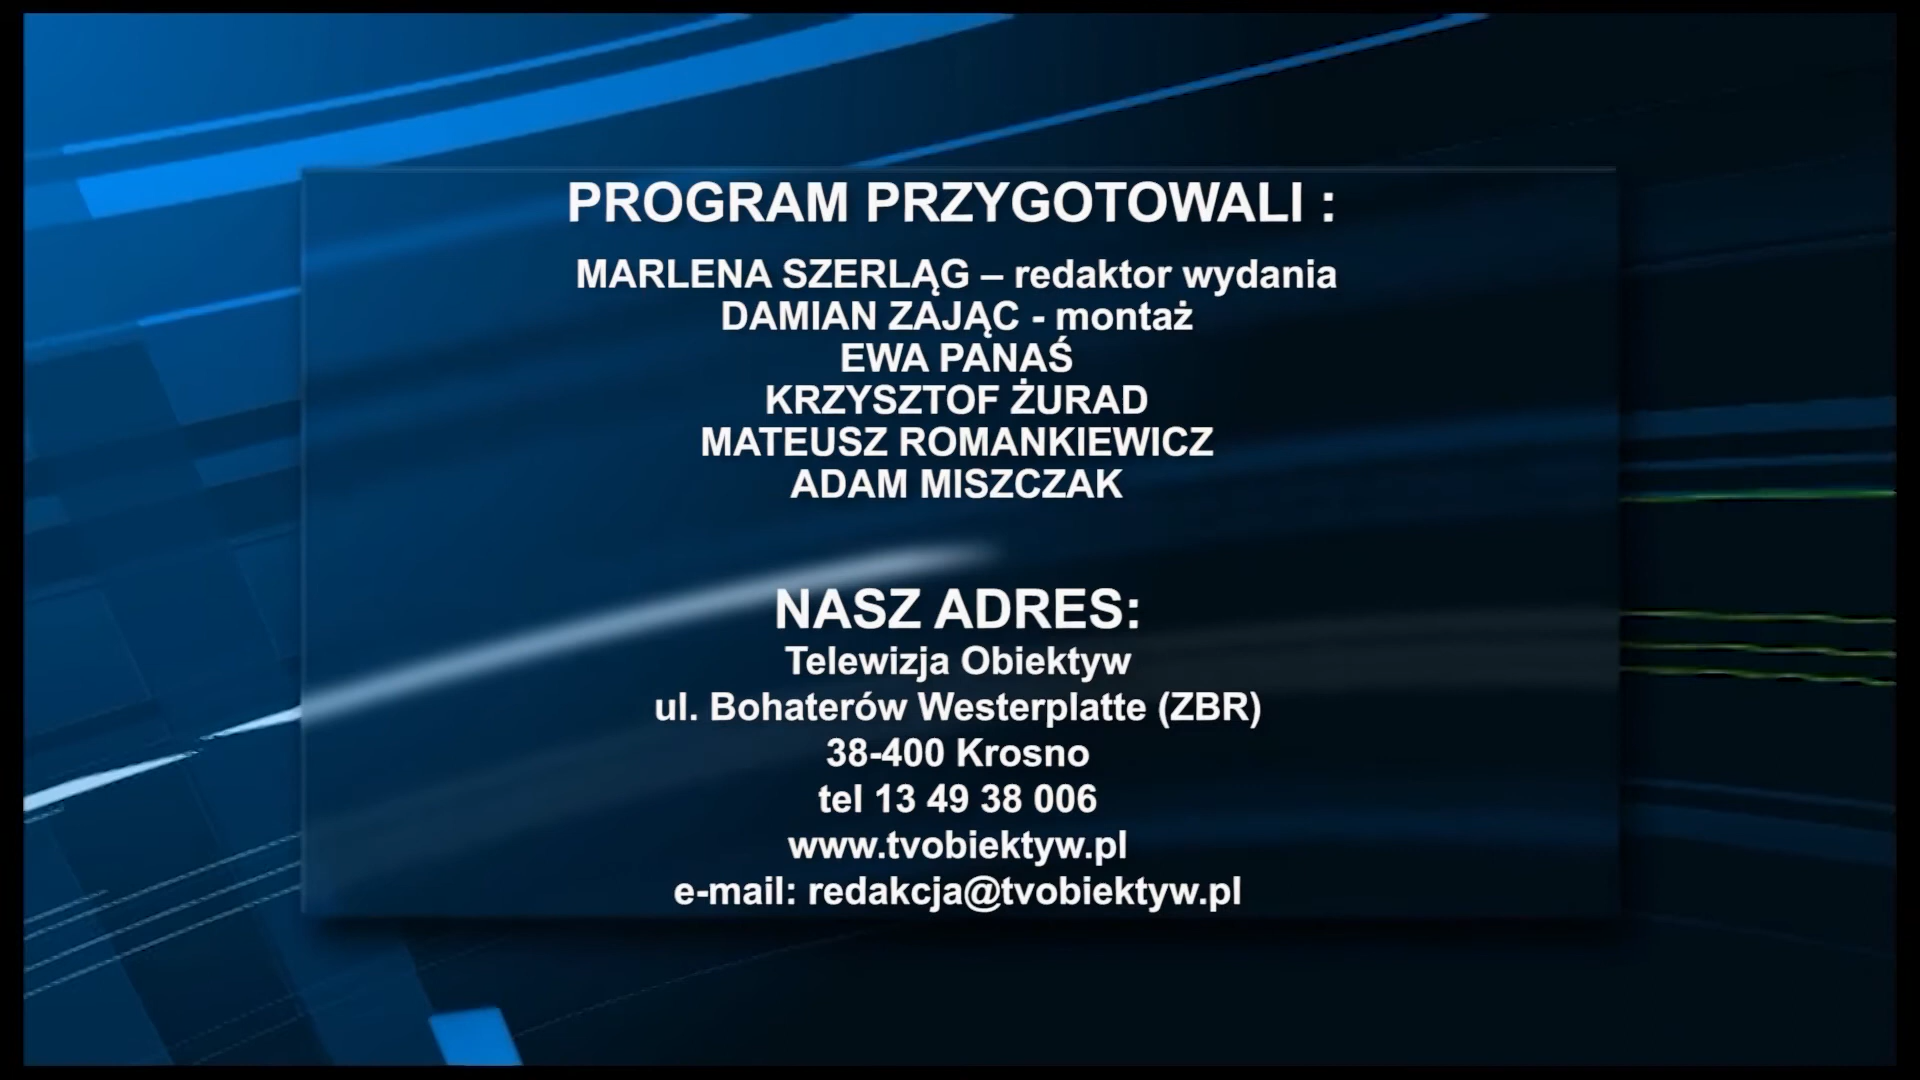 PROGRAM PRZYGOTOWALI :
MARLENA SZERLĄG – redaktor wydania
DAMIAN ZAJĄC - montaż
EWA PANAŚ
KRZYSZTOF ŻURAD
MATEUSZ ROMANKIEWICZ
ADAM MISZCZAK
NASZ ADRES:
Telewizja Obiektyw
ul. Bohaterów Westerplatte (ZBR)
38-400 Krosno
tel 13 49 38 006
www.tvobiektyw.pl
e-mail: redakcja@tvobiektyw.pl